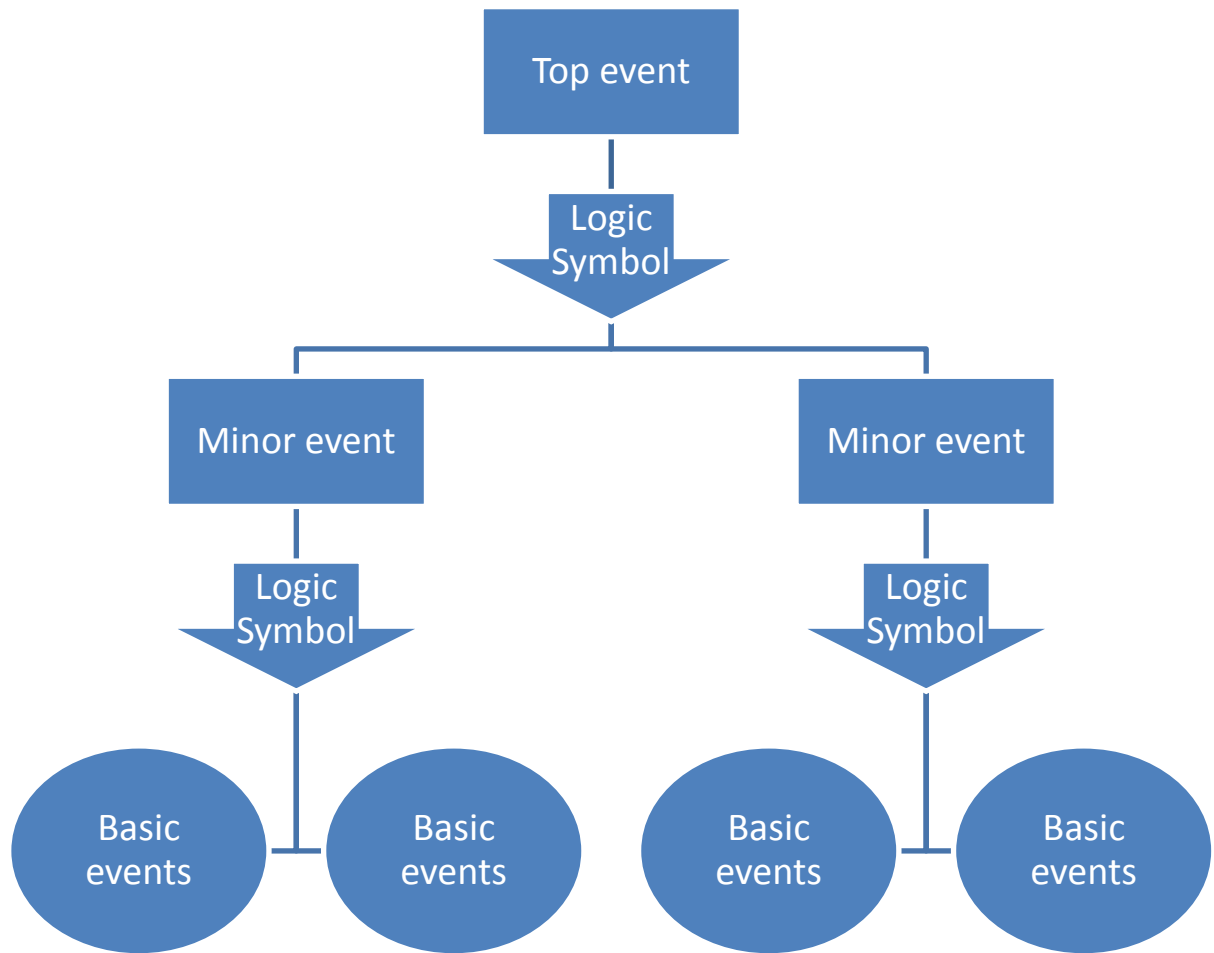 Top event
Logic
Symbol
Minor event
Minor event
Logic
Symbol
Logic
Symbol
Basic
events
Basic
events
Basic
events
Basic
events